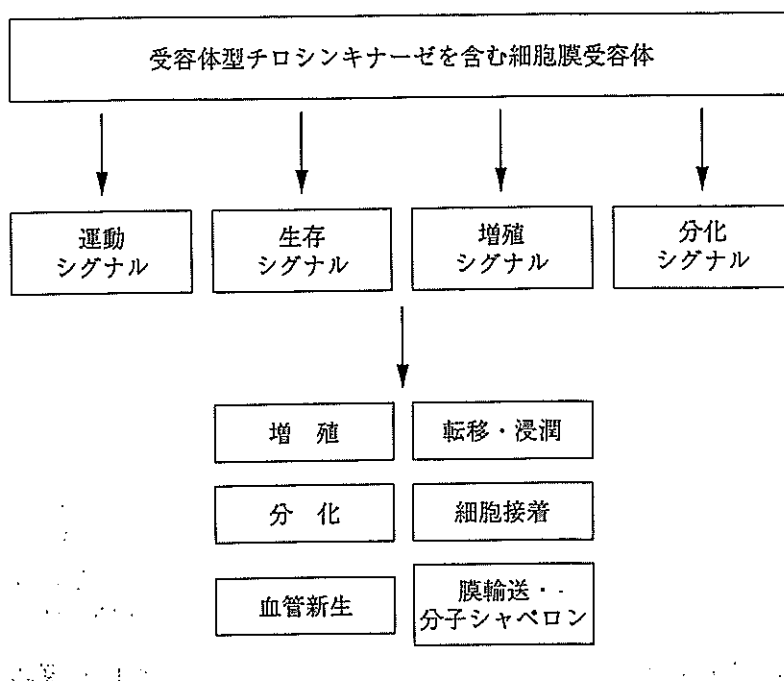 受容体型チロシンキナーゼを含む細胞膜受容体
運動
シグナル
生存
シグナル
増殖
シグナル
分化
シグナル
増 殖
転移・浸潤
分 化
細胞接着
血管新生
膜輸送・
分子シャペロン